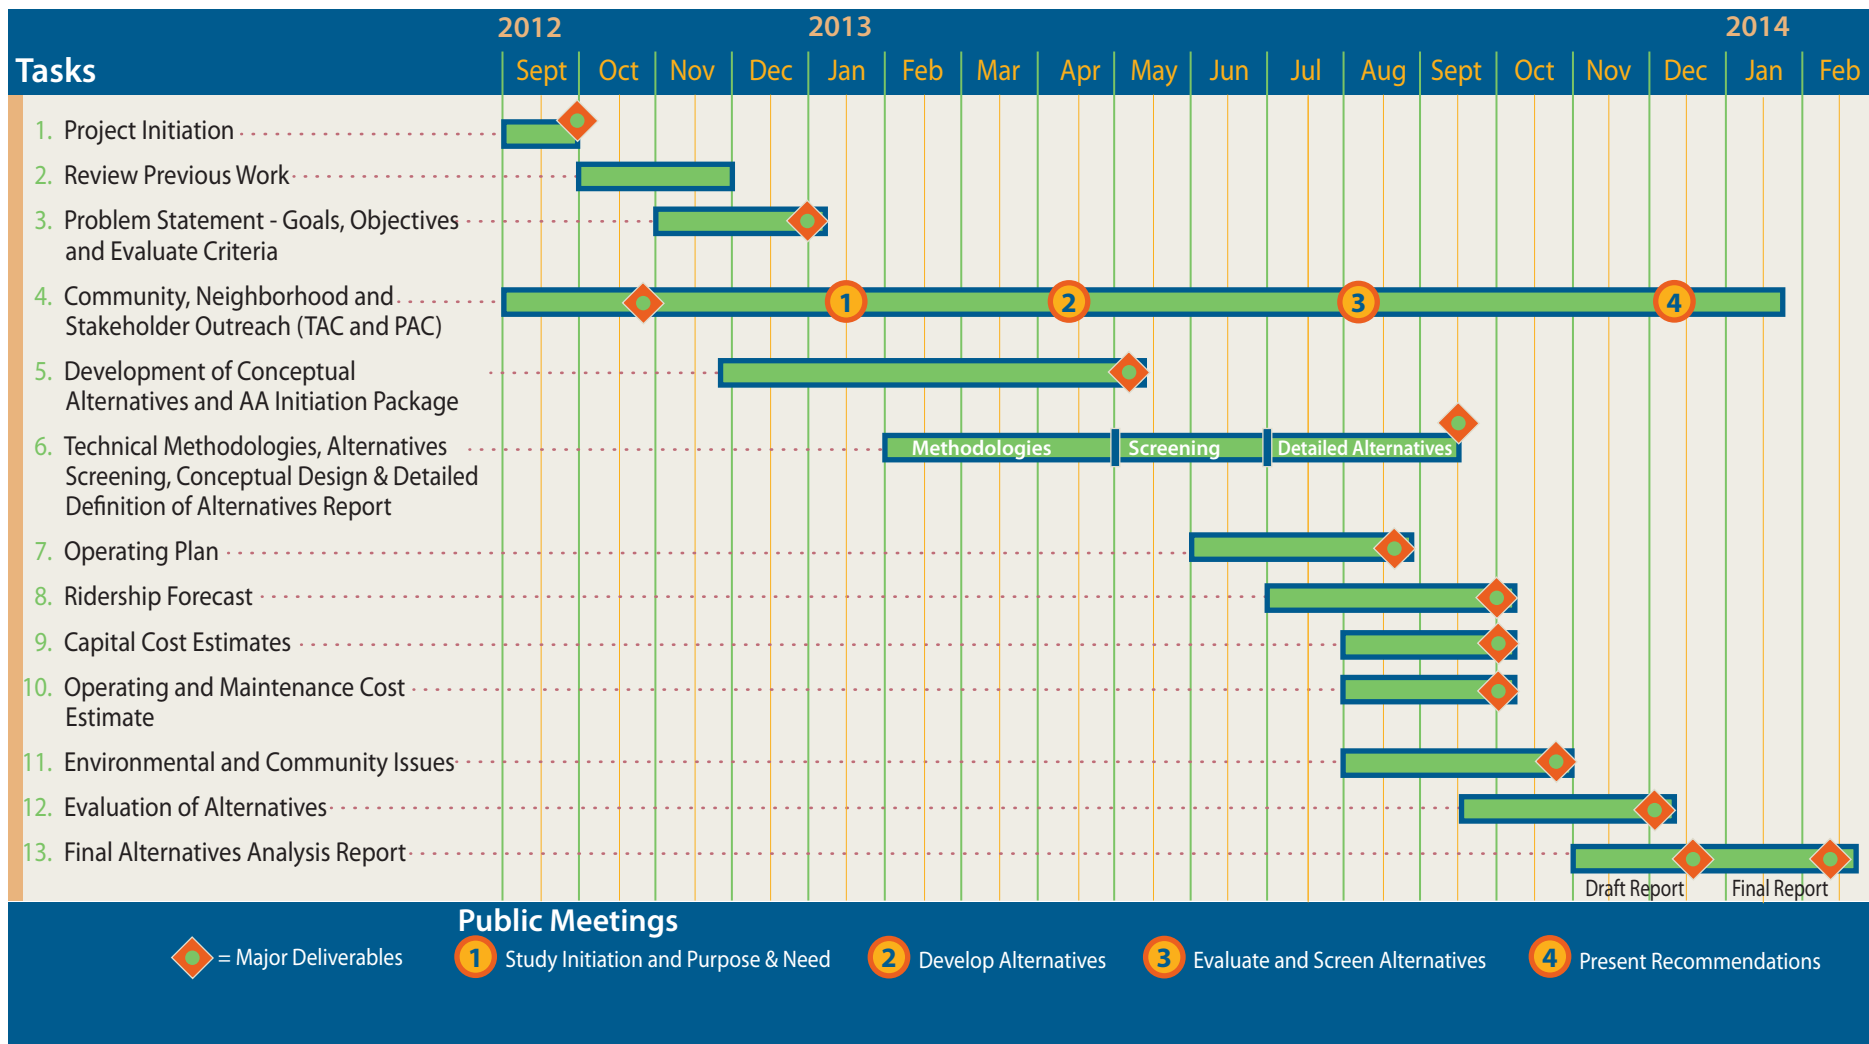 2012 2013 2014
Tasks Sept Oct Nov Dec Jan Feb Mar Apr May Jun Jul Aug Sept Oct Nov Dec Jan Feb
1. Project Initiation
2. Review Previous Work
3. Problem Statement - Goals, Objectives
and Evaluate Criteria
4. Community, Neighborhood and
Stakeholder Outreach (TAC and PAC)
1 2 3 4
5. Development of Conceptual
Alternatives and AA Initiation Package
6. Technical Methodologies, Alternatives
Screening, Conceptual Design & Detailed
Definition of Alternatives Report
Methodologies Screening Detailed Alternatives
7. Operating Plan
8. Ridership Forecast
9. Capital Cost Estimates
10. Operating and Maintenance Cost
Estimate
11. Environmental and Community Issues
12. Evaluation of Alternatives
13. Final Alternatives Analysis Report
Draft Report Final Report
Public Meetings
= Major Deliverables 1 Study Initiation and Purpose & Need 2 Develop Alternatives 3 Evaluate and Screen Alternatives 4 Present Recommendations